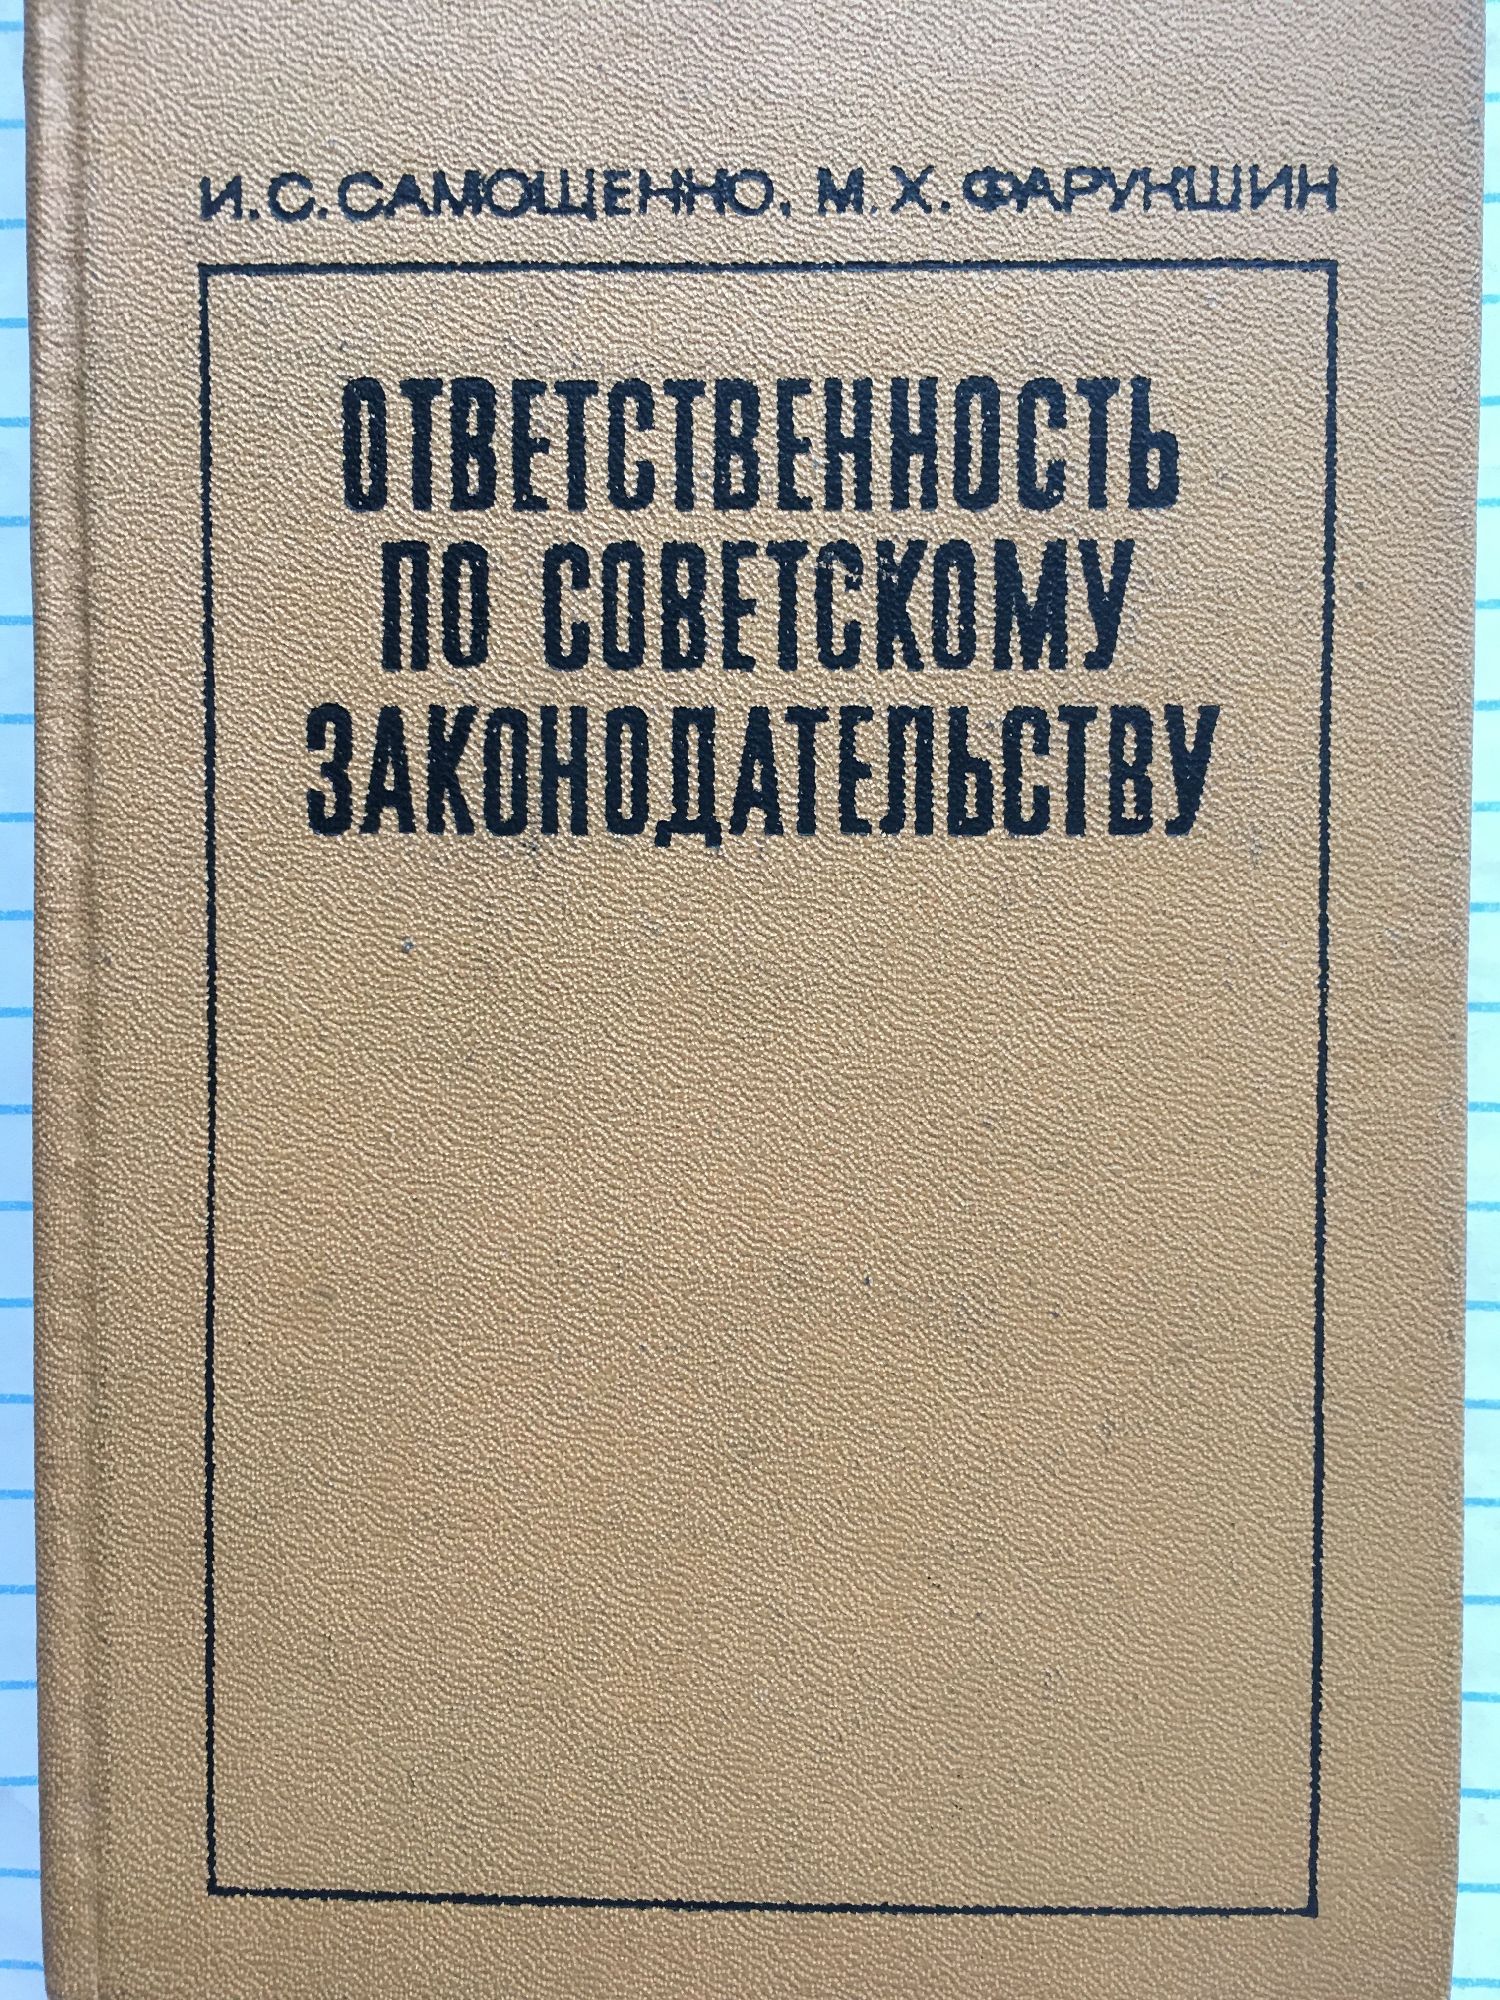 И. С. САМОЩЕНКО, М. Х. ФАРУКШИН
ОТВЕТСТВЕННОСТЬ
ПО СОВЕТСКОМУ
ЗАКОНОДАТЕЛЬСТВУ